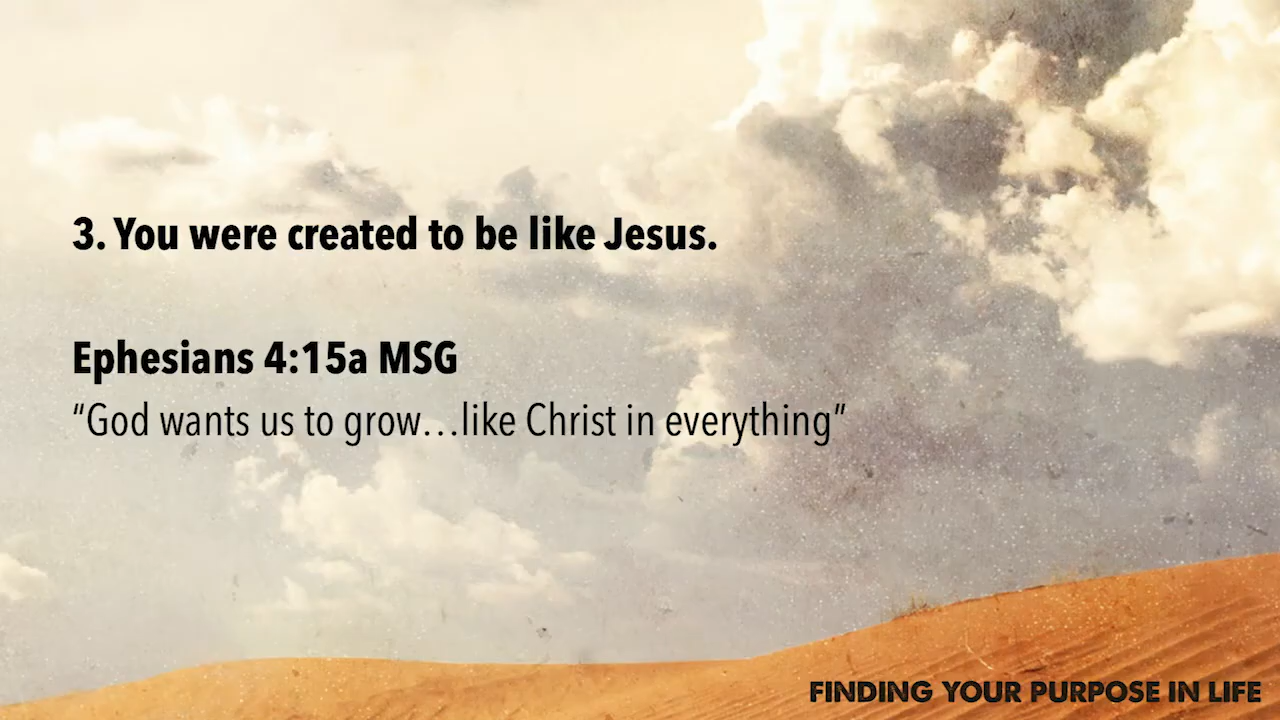 3. You were created to be like Jesus.
Ephesians 4:15a MSG
“God wants us to grow…like Christ in everything”
FINDING YOUR PURPOSE IN LIFE